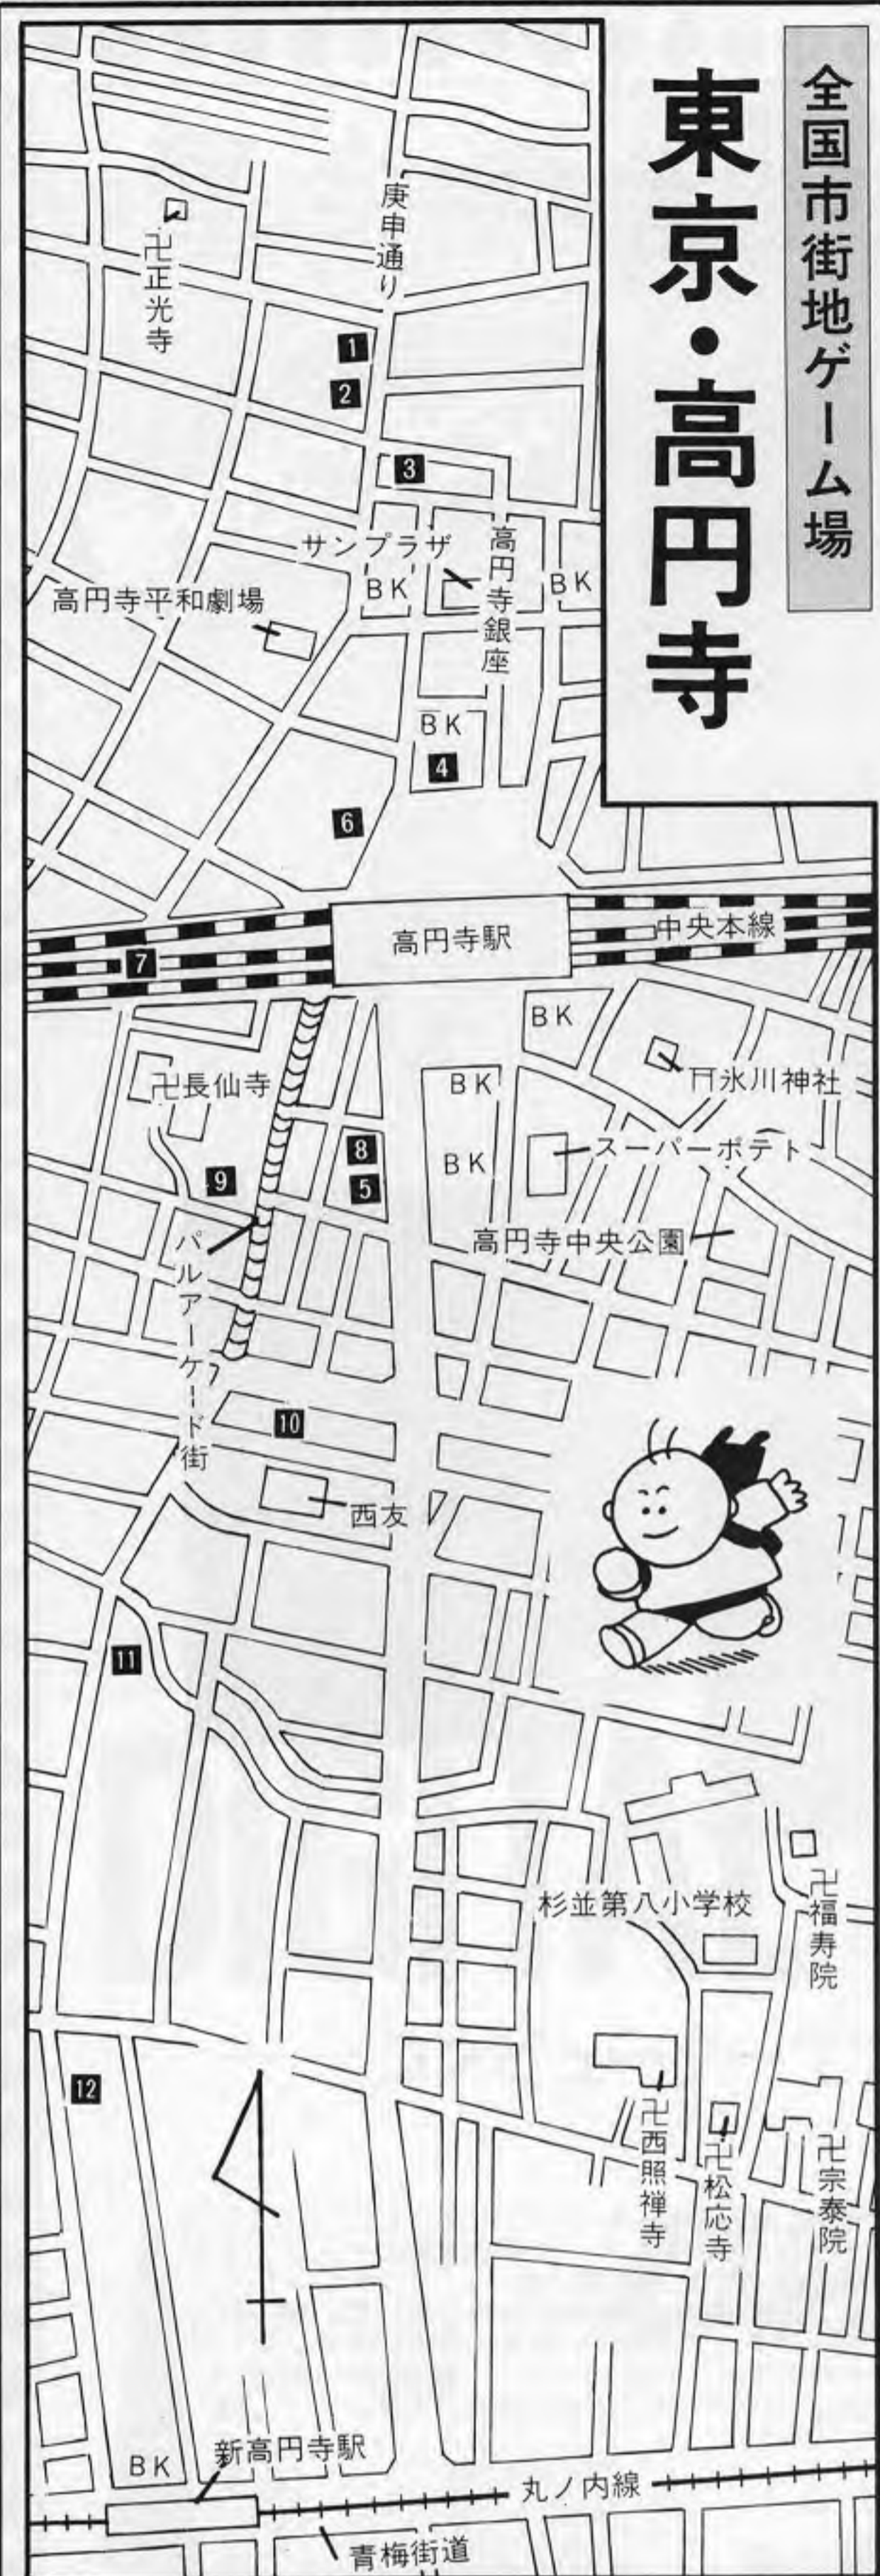 全国市街地ゲーム場
東京・高円寺
庚申通り
卍正光寺
1
2
3
サンプラザ
BK
高円寺銀座
BK
高円寺平和劇場
BK
4
6
高円寺駅
中央本線
7
BK
卍長仙寺
BK
氷川神社
8
BK
スーパーポテト
9
5
パルアーケード街
高円寺中央公園
10
西友
11
杉並第八小学校
卍福寿院
12
卍西照禅寺
卍松応寺
卍宗泰院
BK
新高円寺駅
丸ノ内線
青梅街道